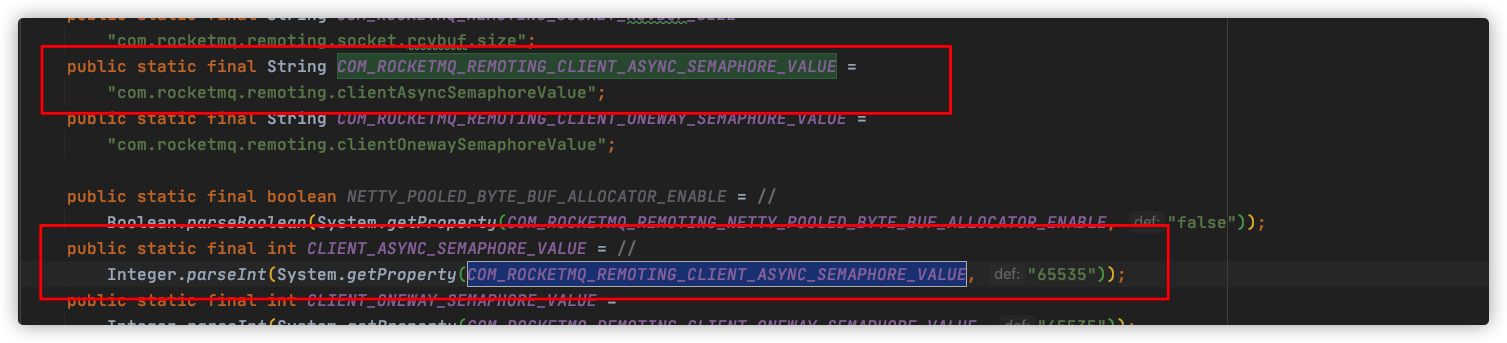 public static final String COM_ROCKETMQ_REMOTING_SOCKET_RCVBUF_SIZE
"com.rocketmq.remoting.socket.rcvbuf.size";
public static final String COM_ROCKETMQ_REMOTING_CLIENT_ASYNC_SEMAPHORE_VALUE =
"com.rocketmq.remoting.clientAsyncSemaphoreValue";
public static final String COM_ROCKETMQ_REMOTING_CLIENT_ONEWAY_SEMAPHORE_VALUE =
"com.rocketmq.remoting.clientOnewaySemaphoreValue";
public static final boolean NETTY_POOLED_BYTE_BUF_ALLOCATOR_ENABLE = //
Boolean.parseBoolean(System.getProperty(COM_ROCKETMQ_REMOTING_NETTY_POOLED_BYTE_BUF_ALLOCATOR_ENABLE, def: "false"));
public static final int CLIENT_ASYNC_SEMAPHORE_VALUE = //
Integer.parseInt(System.getProperty(COM_ROCKETMQ_REMOTING_CLIENT_ASYNC_SEMAPHORE_VALUE, def: "65535"));
public static final int CLIENT_ONEWAY_SEMAPHORE_VALUE =
Integer.parseInt(System.getProperty(COM_ROCKETMQ_REMOTING_CLIENT_ONEWAY_SEMAPHORE_VALUE, def: "65535"));